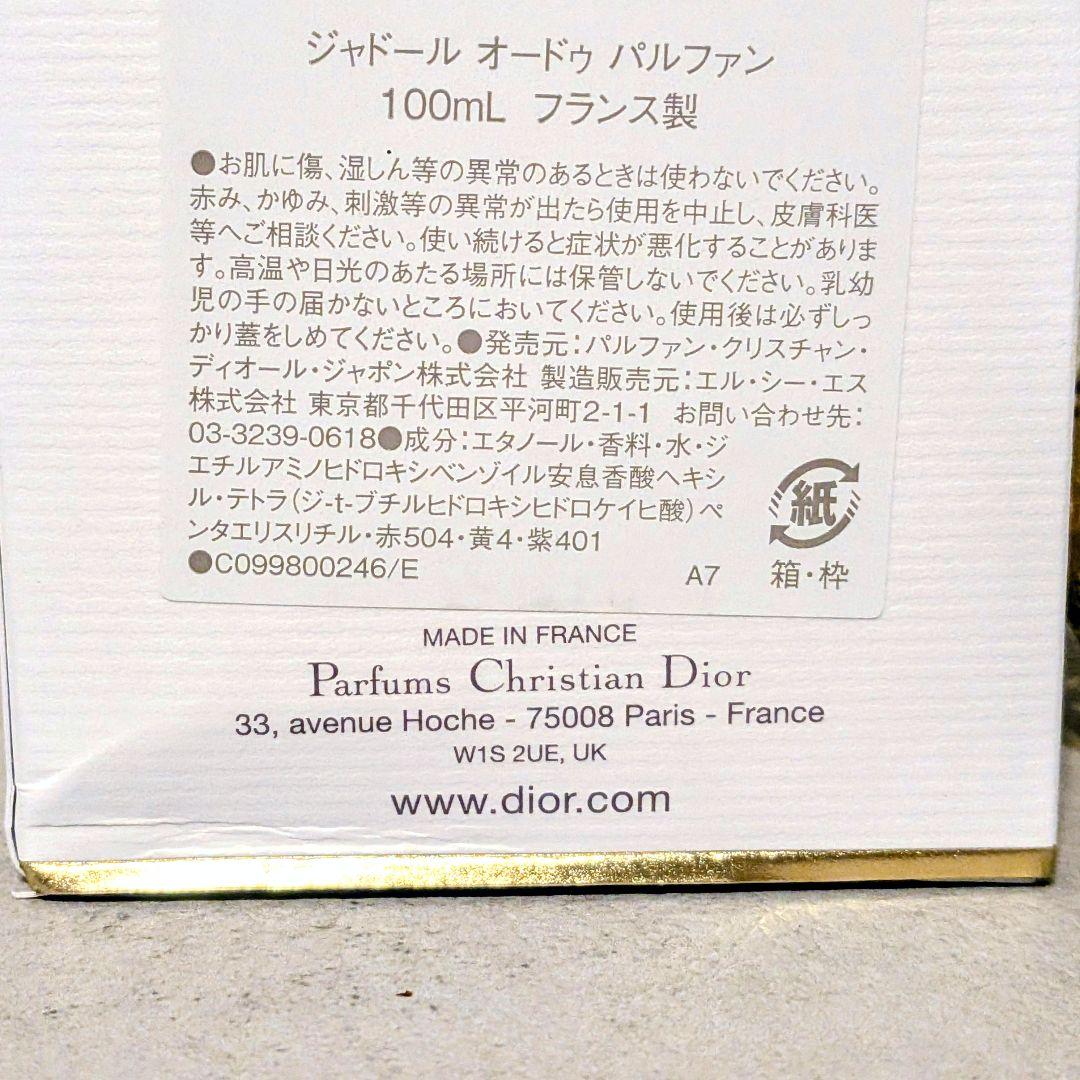 ジャドール オードゥ パルファン
100mL フランス製
●お肌に傷、湿しん等の異常のあるときは使わないでください。
赤み、かゆみ、刺激等の異常が出たら使用を中止し、皮膚科医
等へご相談ください。使い続けると症状が悪化することがありま
す。高温や日光のあたる場所には保管しないでください。乳幼
児の手の届かないところにおいてください。使用後は必ずしっ
かり蓋をしめてください。●発売元：パルファン・クリスチャン・
ディオール・ジャポン株式会社 製造販売元：エル・シー・エス
株式会社 東京都千代田区平河町2-1-1 お問い合わせ先：
03-3239-0618●成分：エタノール・香料・水・ジ
エチルアミノヒドロキシベンゾイル安息香酸ヘキシ
ル・テトラ（ジ-t-ブチルヒドロキシヒドロケイヒ酸）ペ
ンタエリスリチル・赤504・黄4・紫401
●C099800246/E A7
紙
箱・枠
MADE IN FRANCE
Parfums Christian Dior
33, avenue Hoche - 75008 Paris - France
W1S 2UE, UK
www.dior.com